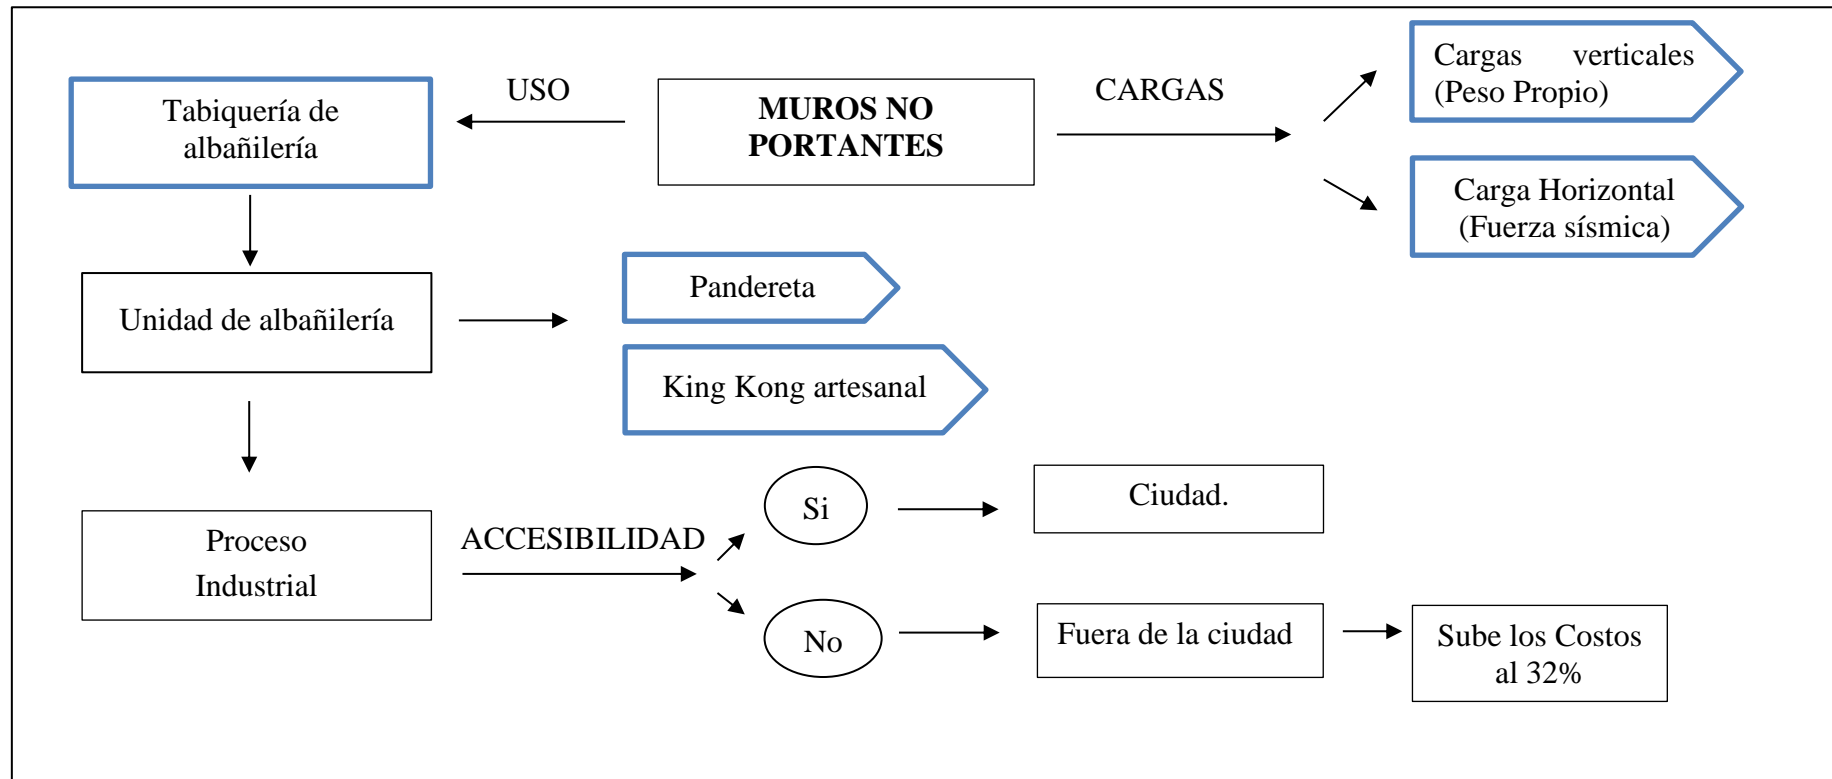 Cargas verticales
(Peso Propio)
USO
MUROS NO
PORTANTES
CARGAS
Tabiquería de
albañilería
Carga Horizontal
(Fuerza sísmica)
Pandereta
Unidad de albañilería
King Kong artesanal
Si
Ciudad.
Proceso
Industrial
ACCESIBILIDAD
No
Fuera de la ciudad
Sube los Costos
al 32%